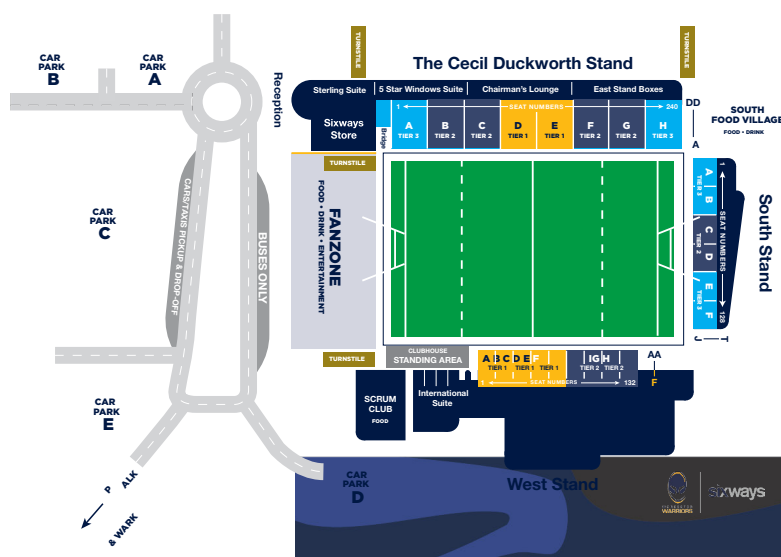 TURNSTILE
TURNSTILE
The Cecil Duckworth Stand
CAR
PARK
B
CAR
PARK
A
Reception
Sterling Suite
5 Star Windows Suite
Chairman's Lounge
East Stand Boxes
Sixways
Store
Bridge
1
SEAT NUMBERS
240
A
TIER 3
B
TIER 2
C
TIER 2
D
TIER 1
E
TIER 1
F
TIER 2
G
TIER 2
H
TIER 3
DD
A
SOUTH
FOOD VILLAGE
FOOD • DRINK
TURNSTILE
FANZONE
FOOD • DRINK • ENTERTAINMENT
CAR
PARK
C
CARS/TAXIS PICKUP & DROP-OFF
BUSES ONLY
A
B
TIER 3
C
D
TIER 2
E
F
TIER 3
1
SEAT NUMBERS
128
South Stand
J
T
TURNSTILE
CLUBHOUSE
STANDING AREA
A B C D E F
TIER 1
TIER 1
TIER 1
I G H
TIER 2
TIER 2
1
SEAT NUMBERS
132
AA
F
SCRUM
CLUB
FOOD
International
Suite
CAR
PARK
E
P
ALK
& WARK
CAR
PARK
D
West Stand
WARRIORS
sixways